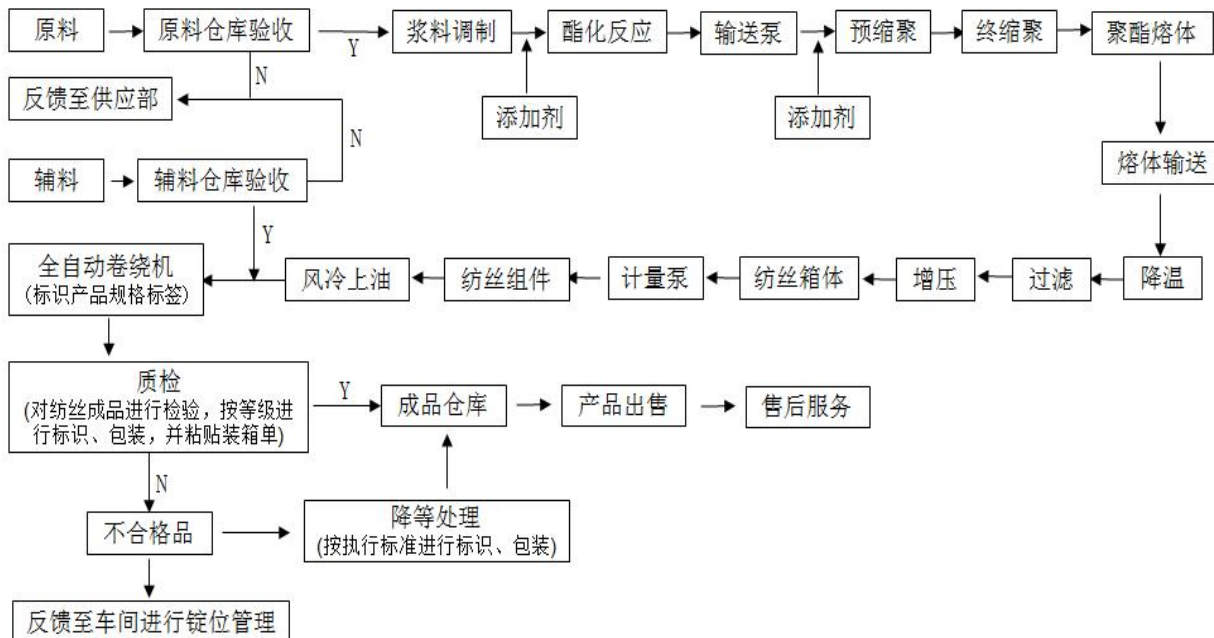 原料
原料仓库验收
Y
浆料调制
酯化反应
输送泵
预缩聚
终缩聚
聚酯熔体
N
反馈至供应部
添加剂
添加剂
N
熔体输送
辅料
辅料仓库验收
Y
全自动卷绕机
(标识产品规格标签)
风冷上油
纺丝组件
计量泵
纺丝箱体
增压
过滤
降温
质检
(对纺丝成品进行检验，按等级进
行标识、包装，并粘贴装箱单)
Y
成品仓库
产品出售
售后服务
N
不合格品
降等处理
(按执行标准进行标识、包装)
反馈至车间进行锭位管理